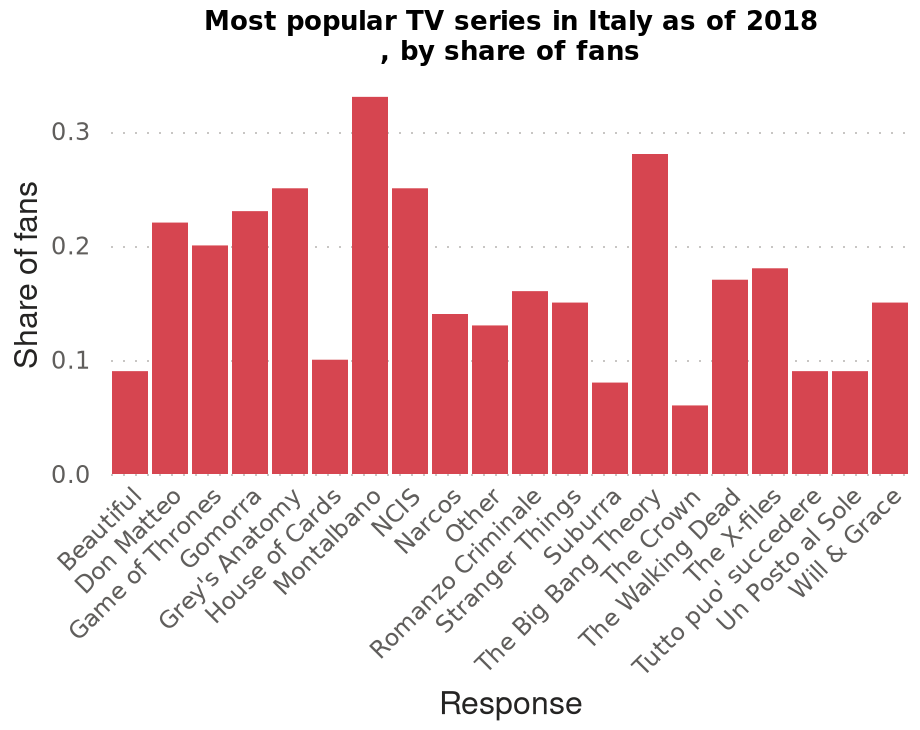 Most popular TV series in Italy as of 2018
, by share of fans
Share of fans
0.3
0.2
0.1
0.0
Beautiful
Don Matteo
Game of Thrones
Gomorra
Grey's Anatomy
House of Cards
Montalbano
NCIS
Narcos
Other
Romanzo Criminale
Stranger Things
Suburra
The Big Bang Theory
The Crown
The Walking Dead
The X-files
Tutto puo' succedere
Un Posto al Sole
Will & Grace
Response